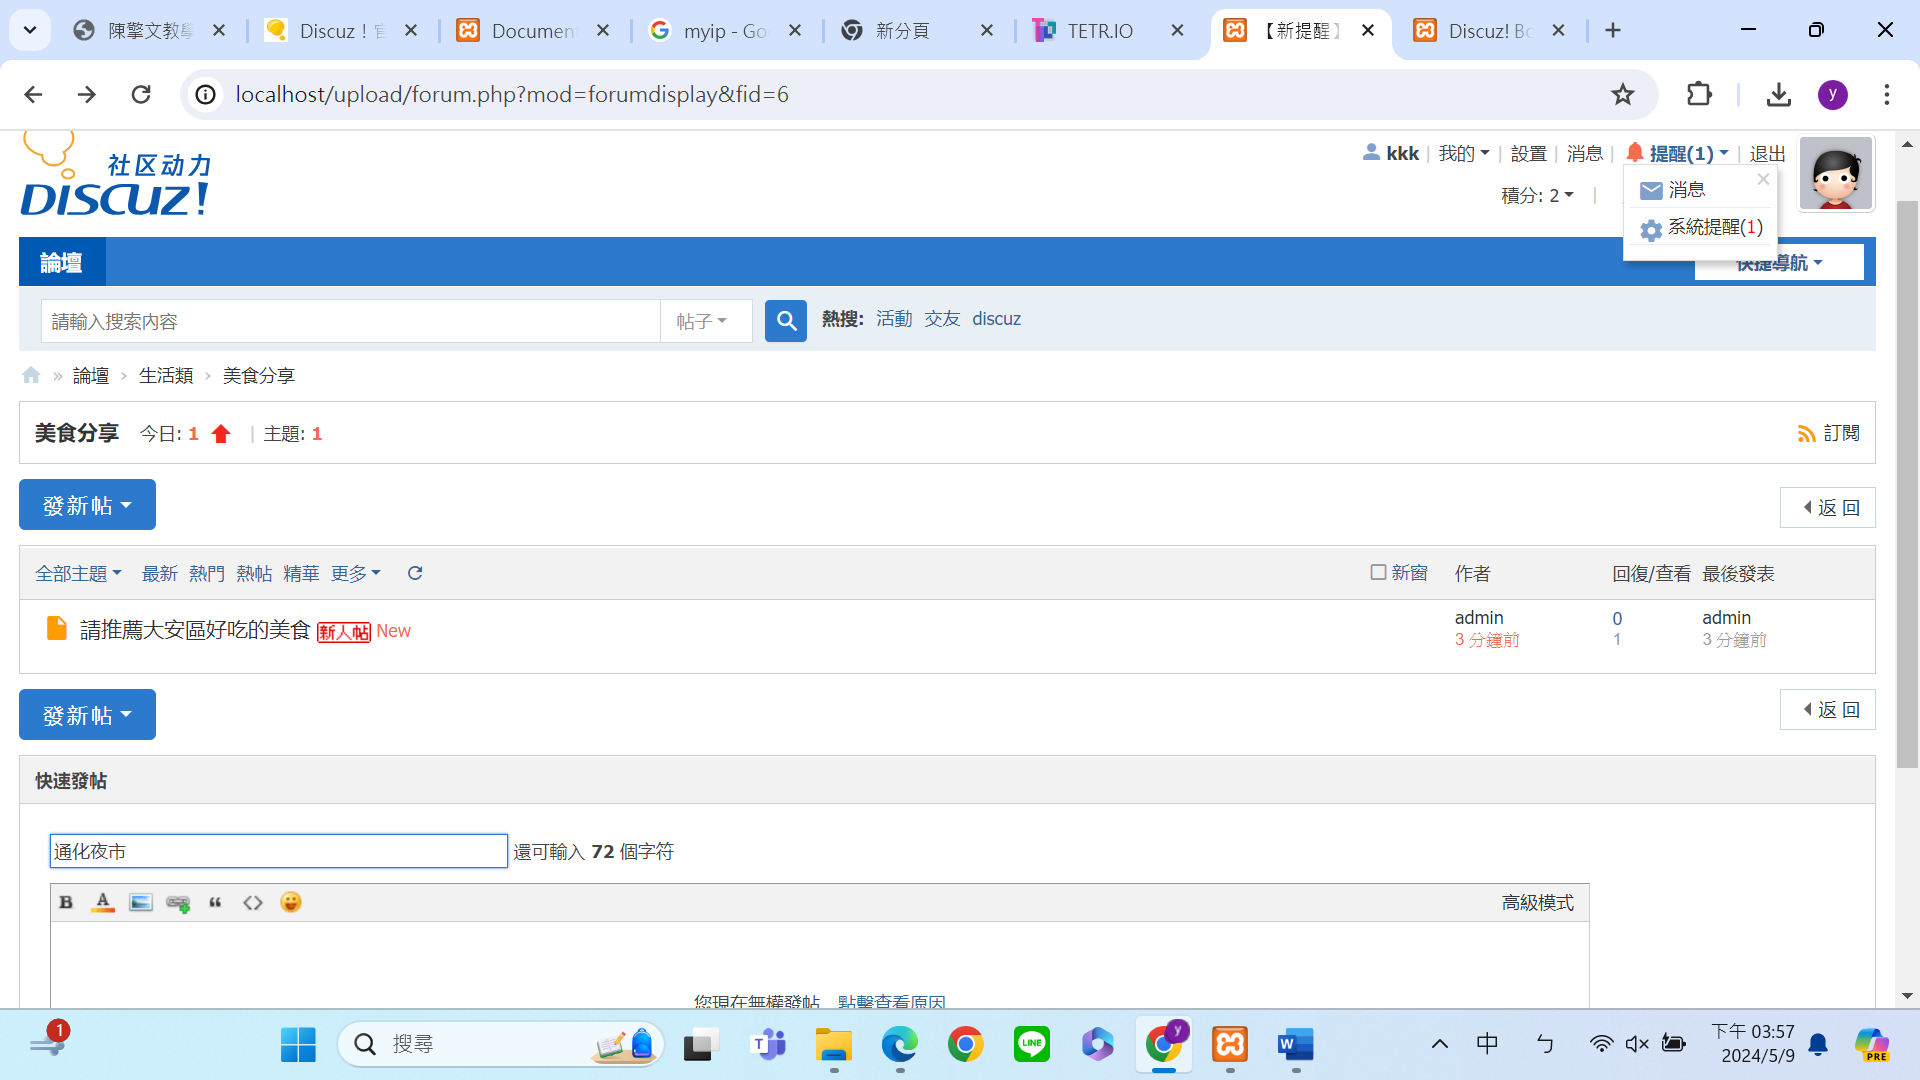 陳擎文教學
Discuz！官
Document
myip - Go
新分頁
TETR.IO
【新提醒】
Discuz! Bo
localhost/upload/forum.php?mod=forumdisplay&fid=6
y
社区动力
DISCUZ!
kkk | 我的 | 設置 | 消息 | 提醒(1) | 退出
積分: 2 |
消息
系統提醒(1)
論壇
快捷導航
請輸入搜索內容
帖子
熱搜: 活動 交友 discuz
» 論壇 › 生活類 › 美食分享
美食分享 今日: 1 | 主題: 1
訂閱
發新帖
返 回
全部主題 最新 熱門 熱帖 精華 更多
新窗 作者 回復/查看 最後發表
請推薦大安區好吃的美食 新人帖 New
admin 0 admin
3 分鐘前 1 3 分鐘前
發新帖
返 回
快速發帖
通化夜市 還可輸入 72 個字符
B A “ <> 高級模式
您現在無權發帖。點擊查看原因
1
搜尋
T
LINE
y
W
中
ㄅ
下午 03:57
2024/5/9
PRE